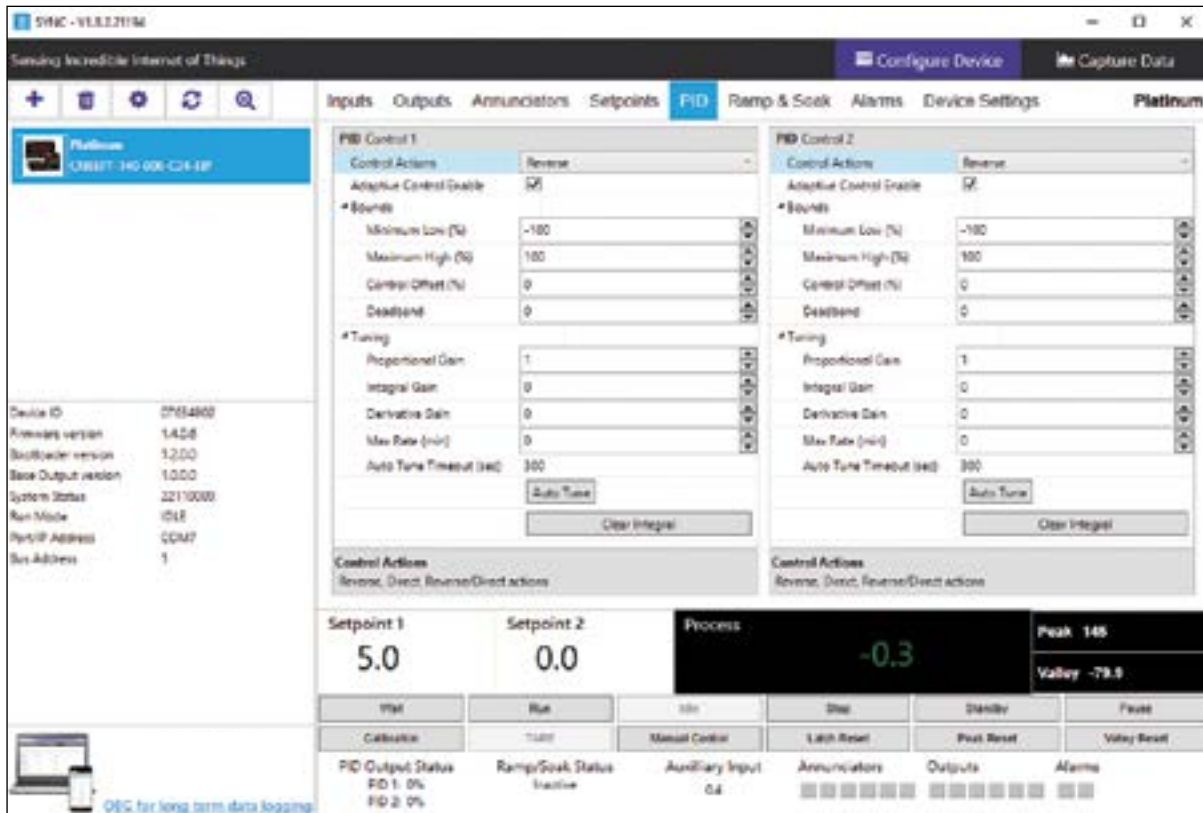 SYNC -
Sensing Incredible Internet of Things
Configure Device
Capture Data
Inputs Outputs Annunciators Setpoints PID Ramp & Soak Alarms Device Settings Platinum
Platinum
PID Control 1
Control Actions Reverse
Adaptive Control Enable
Bounds
Minimum Low (%) -100
Maximum High (%) 100
Control Offset (%) 0
Deadband 0
Tuning
Proportional Gain 1
Integral Gain 0
Derivative Gain 0
Max Rate (min) 0
Auto Tune Timeout (sec) 300
Auto Tune
Clear Integral
Control Actions
Reverse, Direct, Reverse/Direct actions
PID Control 2
Control Actions Reverse
Adaptive Control Enable
Bounds
Minimum Low (%) -100
Maximum High (%) 100
Control Offset (%) 0
Deadband 0
Tuning
Proportional Gain 1
Integral Gain 0
Derivative Gain 0
Max Rate (min) 0
Auto Tune Timeout (sec) 300
Auto Tune
Clear Integral
Control Actions
Reverse, Direct, Reverse/Direct actions
Device ID
Firmware version 1.4.0.6
Bootloader version 1.2.0.0
Base Output version 1.0.0.0
System Status 22110000
Run Mode IDLE
Port/IP Address COM7
Bus Address 1
Setpoint 1
5.0
Setpoint 2
0.0
Process
-0.3
Peak 146
Valley -79.9
Wait Run Idle Stop Standby Pause
Calibration TARE Manual Control Latch Reset Peak Reset Valley Reset
PID Output Status
PID 1: 0%
PID 2: 0%
Ramp/Soak Status
Inactive
Auxiliary Input
0.4
Annunciators
Outputs
Alarms
OEG for long term data logging